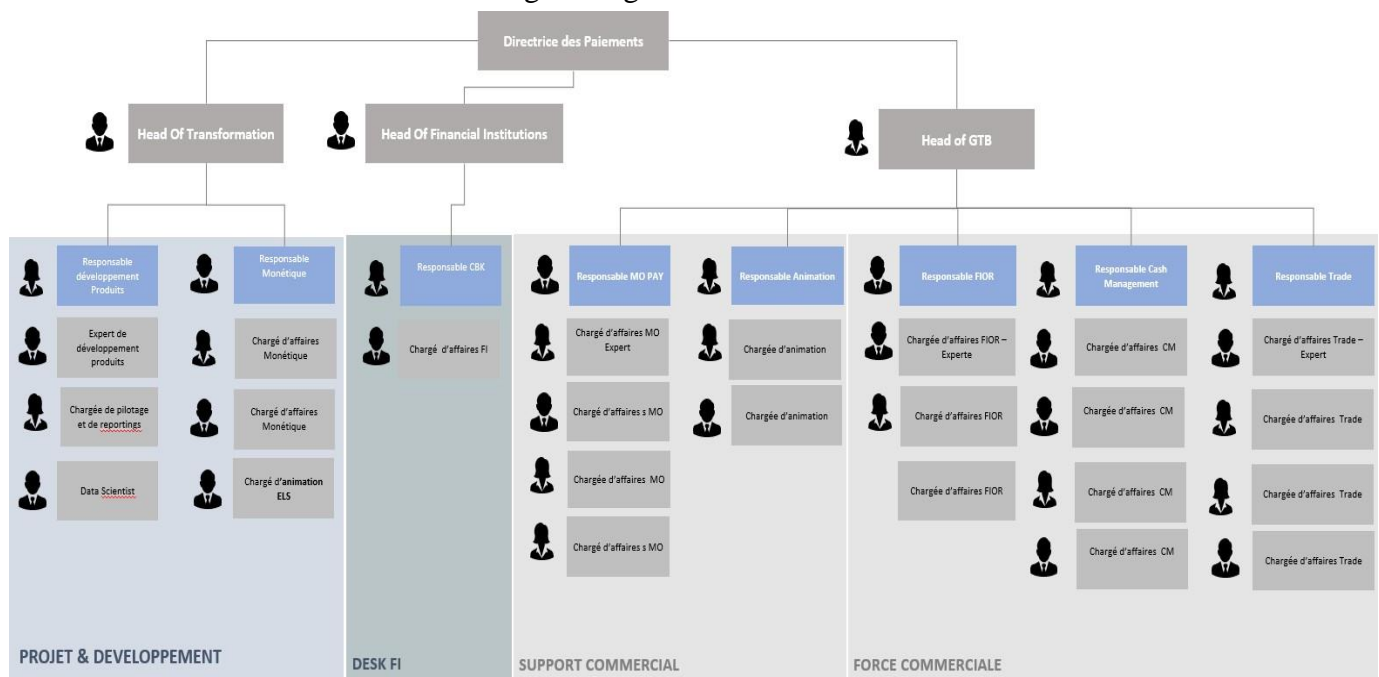 Directrice des Paiements
Head Of Transformation
Head Of Financial Institutions
Head of GTB
Responsable
développement
Produits
Expert de
développement
produits
Chargée de pilotage
et de reportings
Data Scientist
Responsable
Monétique
Chargé d'affaires
Monétique
Chargé d'affaires
Monétique
Chargé d'animation
ELS
PROJET & DEVELOPPEMENT
Responsable CBK
Chargé d'affaires FI
DESK FI
Responsable MO PAY
Chargé d'affaires MO
Expert
Chargé d'affaires s MO
Chargée d'affaires MO
Chargé d'affaires s MO
Responsable Animation
Chargée d'animation
Chargée d'animation
SUPPORT COMMERCIAL
Responsable FIOR
Chargée d'affaires FIOR –
Experte
Chargée d'affaires FIOR
Chargée d'affaires FIOR
Responsable Cash
Management
Chargée d'affaires CM
Chargée d'affaires CM
Chargé d'affaires CM
Chargé d'affaires CM
Responsable Trade
Chargée d'affaires Trade –
Expert
Chargée d'affaires Trade
Chargée d'affaires Trade
Chargée d'affaires Trade
FORCE COMMERCIALE